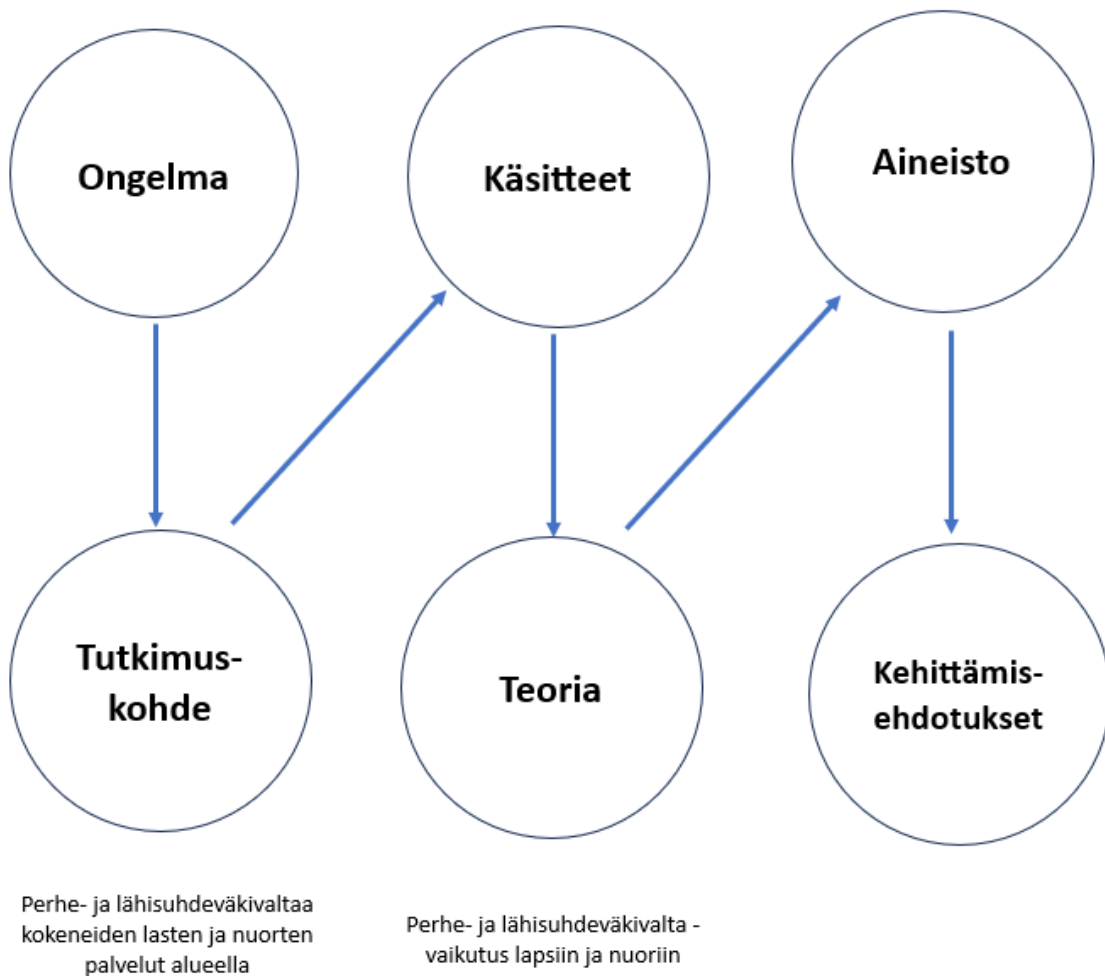 Ongelma
Käsitteet
Aineisto
Tutkimus-
kohde
Teoria
Kehittämis-
ehdotukset
Perhe- ja lähisuhdeväkivaltaa
kokeneiden lasten ja nuorten
palvelut alueella
Perhe- ja lähisuhdeväkivalta -
vaikutus lapsiin ja nuoriin